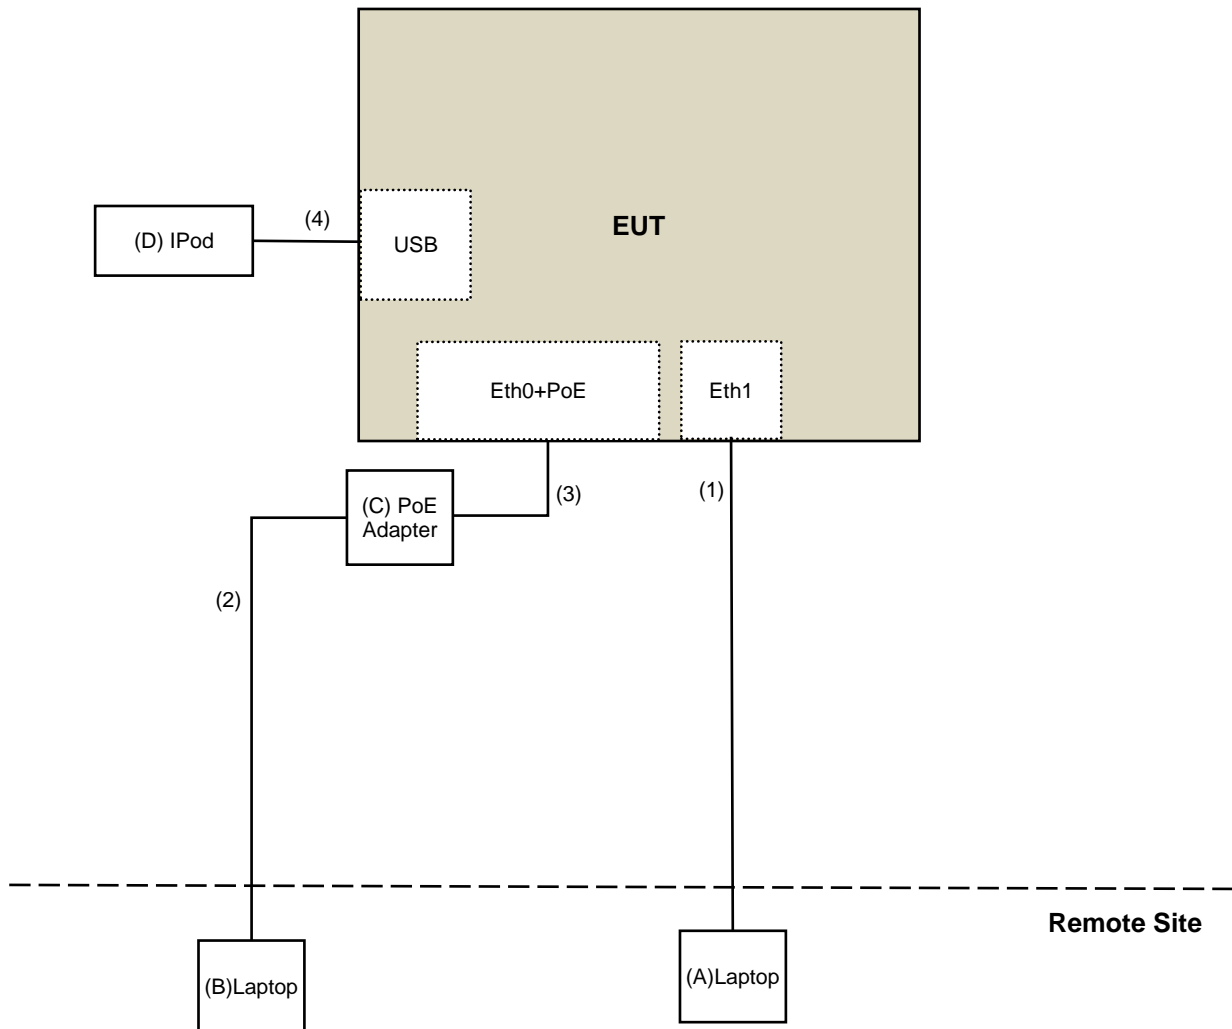 EUT
(4)
(D) IPod
USB
Eth0+PoE
Eth1
(3)
(1)
(C) PoE
Adapter
(2)
Remote Site
(B)Laptop
(A)Laptop